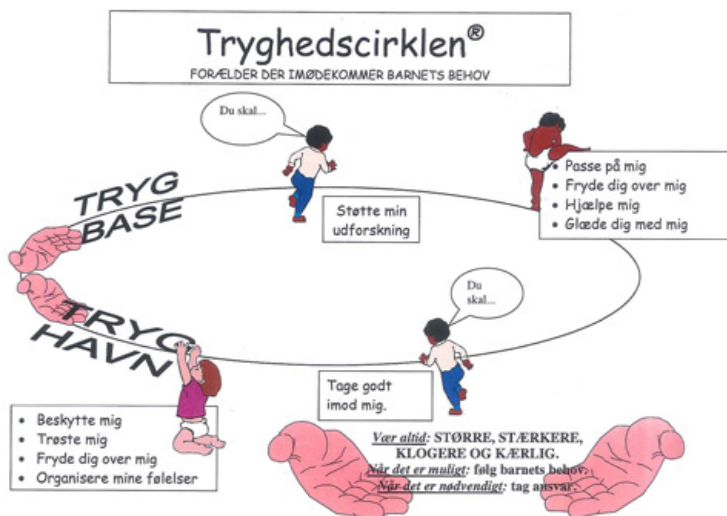 Tryghedscirklen®
FORÆLDER DER IMØDEKOMMER BARNETS BEHOV
Du skal...
TRYG
BASE
Støtte min
udforskning
• Passe på mig
• Fryde dig over mig
• Hjælpe mig
• Glæde dig med mig
Du
skal...
TRYG
HAVN
Tage godt
imod mig.
• Beskytte mig
• Trøste mig
• Fryde dig over mig
• Organisere mine følelser
Vær altid: STØRRE, STÆRKERE,
KLOGERE OG KÆRLIG.
Når det er muligt: følg barnets behov.
Når det er nødvendigt: tag ansvar.